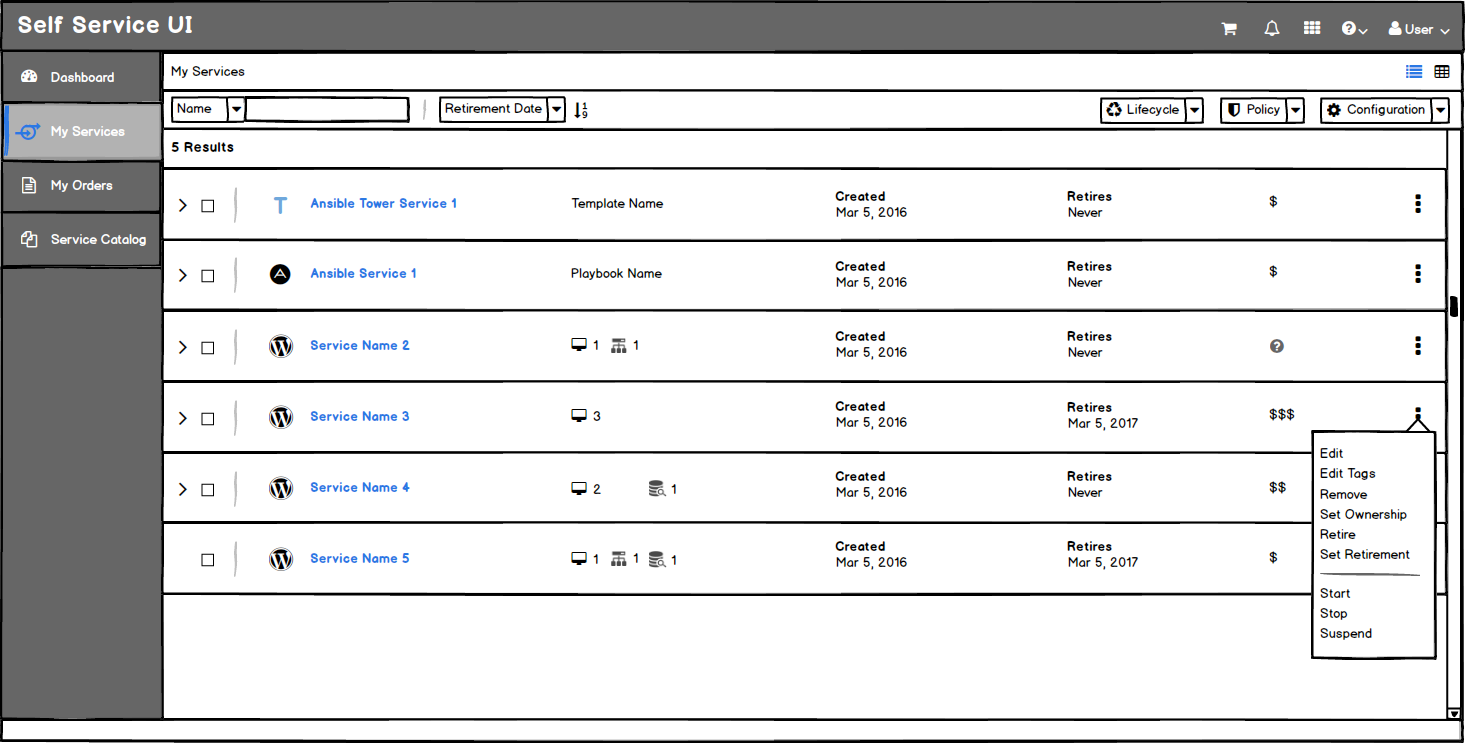 Self Service UI
User
Dashboard
My Services
My Orders
Service Catalog
My Services
Name
Retirement Date
Lifecycle
Policy
Configuration
5 Results
Ansible Tower Service 1
Template Name
Created
Mar 5, 2016
Retires
Never
$
Ansible Service 1
Playbook Name
Created
Mar 5, 2016
Retires
Never
$
Service Name 2
1
1
Created
Mar 5, 2016
Retires
Never
Service Name 3
3
Created
Mar 5, 2016
Retires
Mar 5, 2017
$$$
Service Name 4
2
1
Created
Mar 5, 2016
Retires
Never
$$
Service Name 5
1
1
1
Created
Mar 5, 2016
Retires
Mar 5, 2017
$
Edit
Edit Tags
Remove
Set Ownership
Retire
Set Retirement
Start
Stop
Suspend